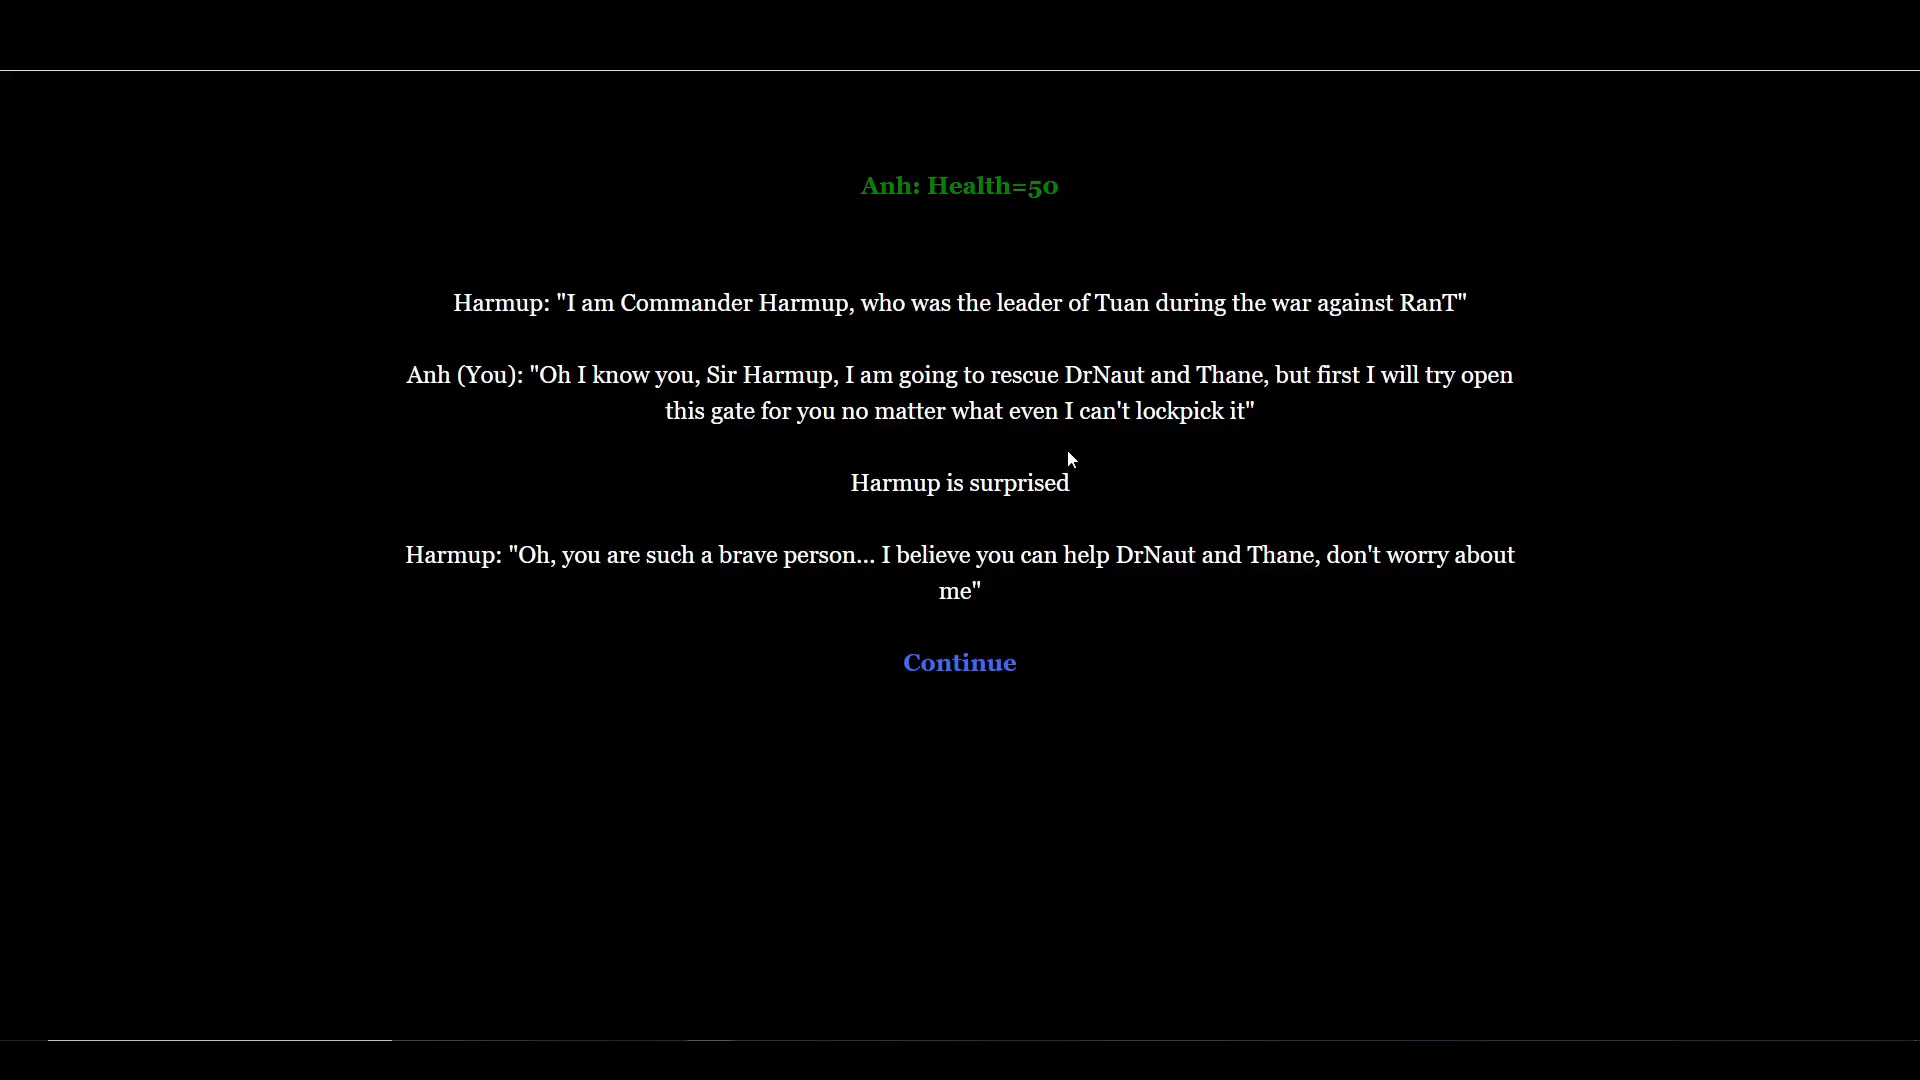 Anh: Health=50
Harmup: "I am Commander Harmup, who was the leader of Tuan during the war against RanT"
Anh (You): "Oh I know you, Sir Harmup, I am going to rescue DrNaut and Thane, but first I will try open
this gate for you no matter what even I can't lockpick it"
Harmup is surprised
Harmup: "Oh, you are such a brave person... I believe you can help DrNaut and Thane, don't worry about
me"
Continue